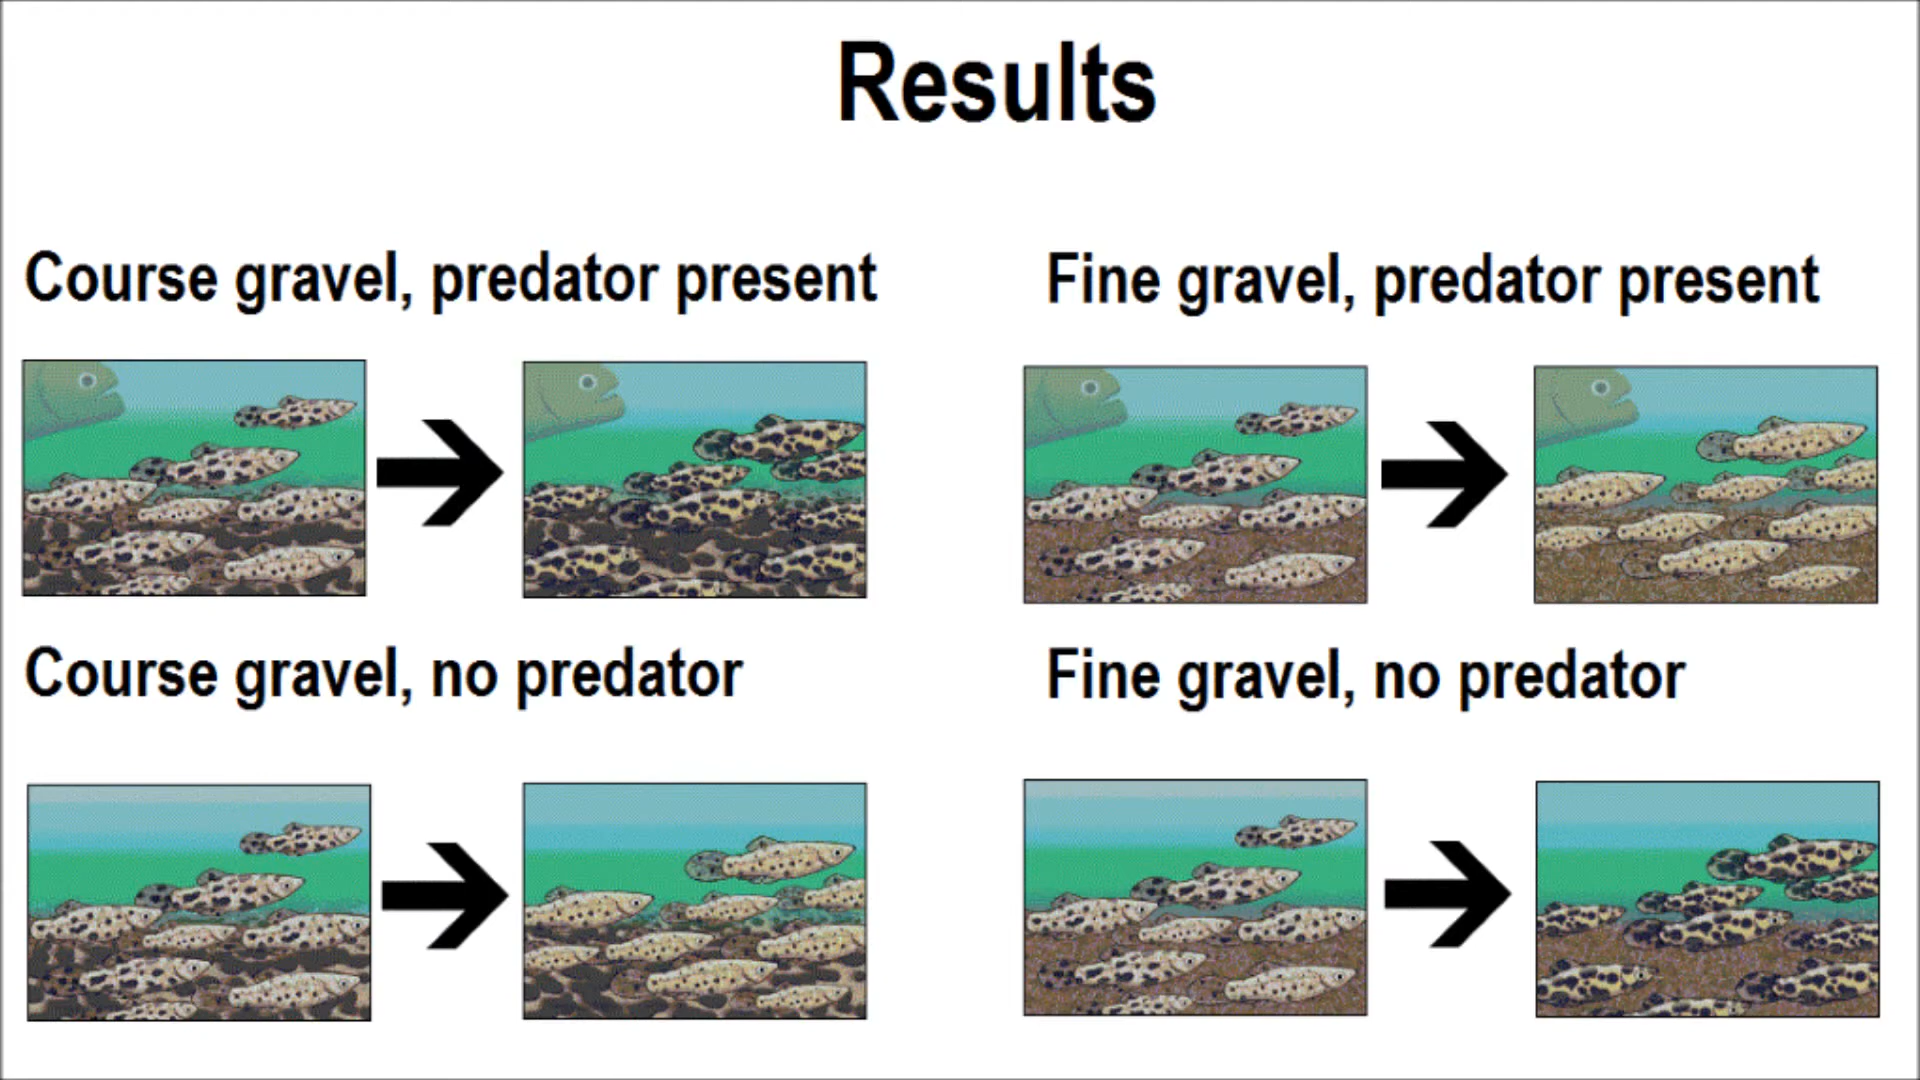 Results
Course gravel, predator present
Fine gravel, predator present
Course gravel, no predator
Fine gravel, no predator